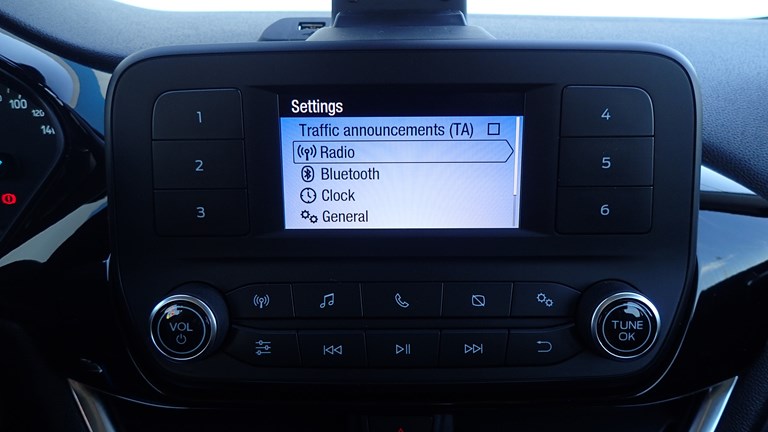 Settings
Traffic announcements (TA)
Radio
Bluetooth
Clock
General
1
2
3
4
5
6
VOL
TUNE
OK
100
120